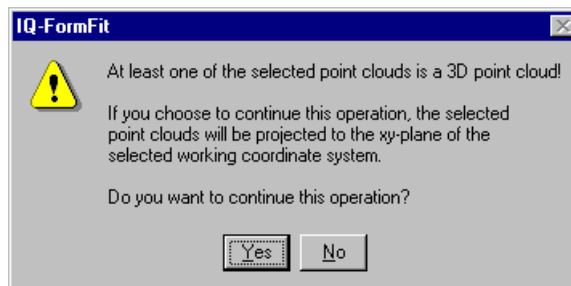 IQ-FormFit
At least one of the selected point clouds is a 3D point cloud!
If you choose to continue this operation, the selected
point clouds will be projected to the xy-plane of the
selected working coordinate system.
Do you want to continue this operation?
Yes No